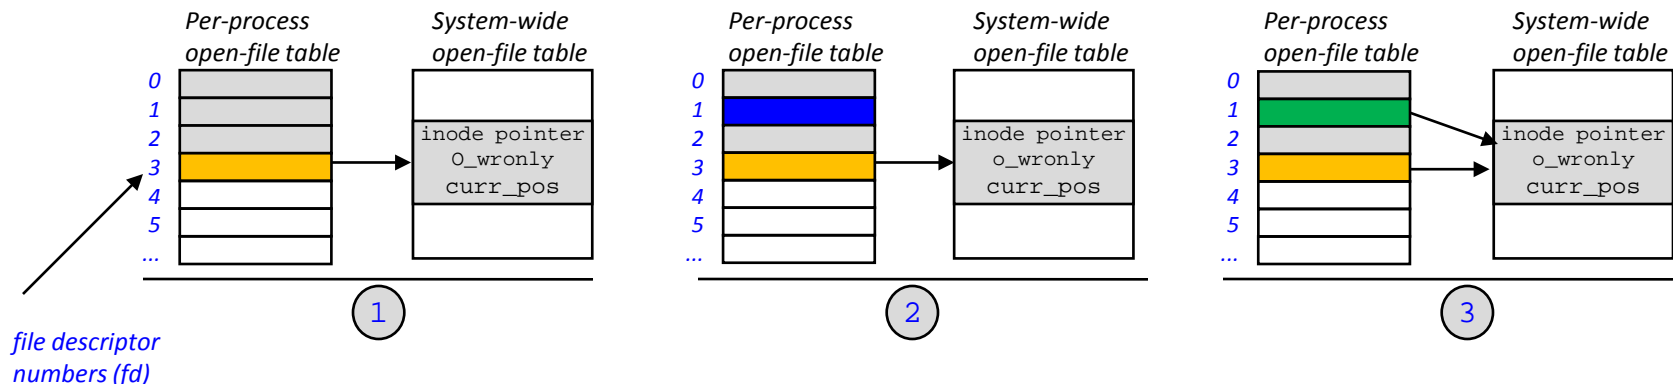 Per-process
open-file table
System-wide
open-file table
0
1
2
3
4
5
...
inode pointer
O_wronly
curr_pos
1
file descriptor
numbers (fd)
Per-process
open-file table
System-wide
open-file table
0
1
2
3
4
5
...
inode pointer
o_wronly
curr_pos
2
Per-process
open-file table
System-wide
open-file table
0
1
2
3
4
5
...
inode pointer
o_wronly
curr_pos
3